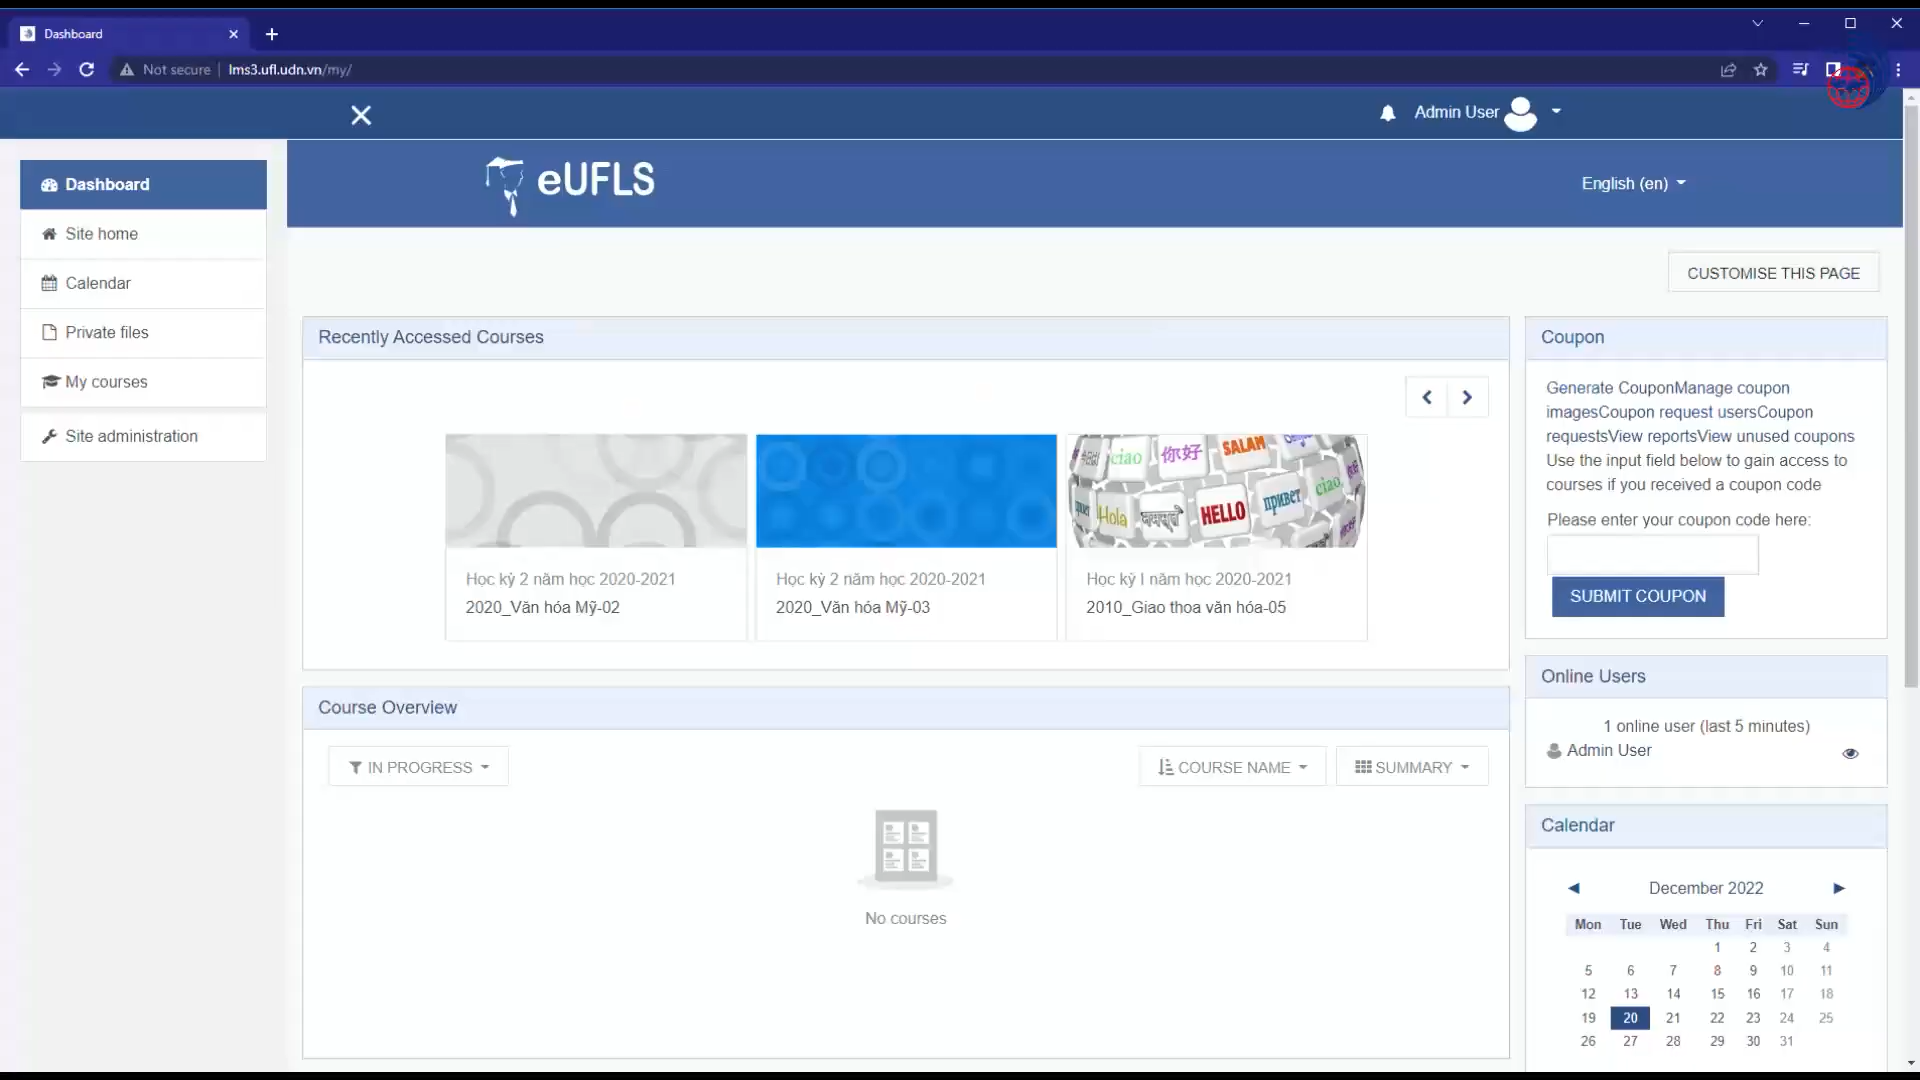 Dashboard
Not secure
lms3.ufl.udn.vn/my/
Admin User
Dashboard
Site home
Calendar
Private files
My courses
Site administration
eUFLS
English (en)
CUSTOMISE THIS PAGE
Recently Accessed Courses
ciao
你好
SALAM
Hola
HELLO
привет
ciao
Học kỳ 2 năm học 2020-2021
2020_Văn hóa Mỹ-02
Học kỳ 2 năm học 2020-2021
2020_Văn hóa Mỹ-03
Học kỳ I năm học 2020-2021
2010_Giao thoa văn hóa-05
Course Overview
IN PROGRESS
COURSE NAME
SUMMARY
No courses
Coupon
Generate CouponManage coupon
imagesCoupon request usersCoupon
requestsView reportsView unused coupons
Use the input field below to gain access to
courses if you received a coupon code
Please enter your coupon code here:
SUBMIT COUPON
Online Users
1 online user (last 5 minutes)
Admin User
Calendar
December 2022
Mon Tue Wed Thu Fri Sat Sun
1 2 3 4
5 6 7 8 9 10 11
12 13 14 15 16 17 18
19 20 21 22 23 24 25
26 27 28 29 30 31